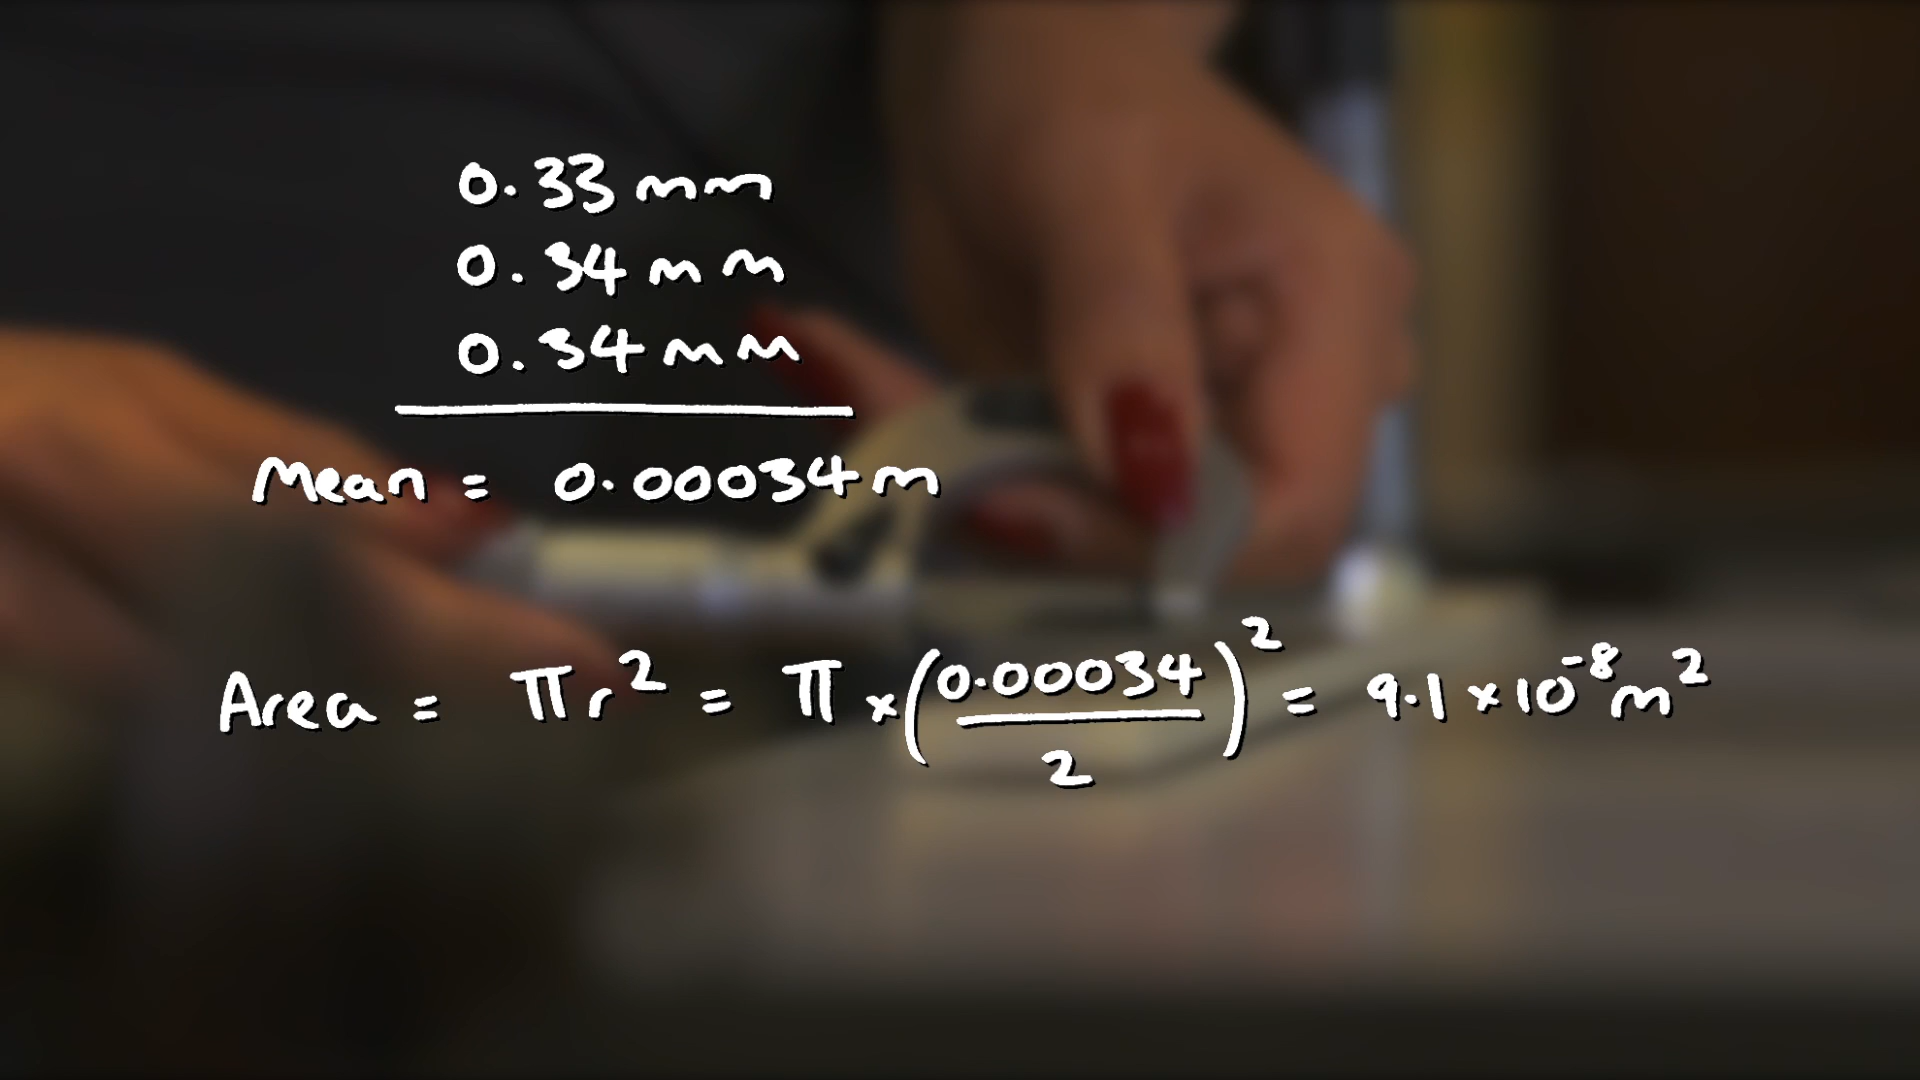 0.33 mm
0.34 mm
0.34 mm
Mean = 0.00034 m
Area = πr² = π × (0.00034/2)² = 9.1 × 10⁻⁸ m²